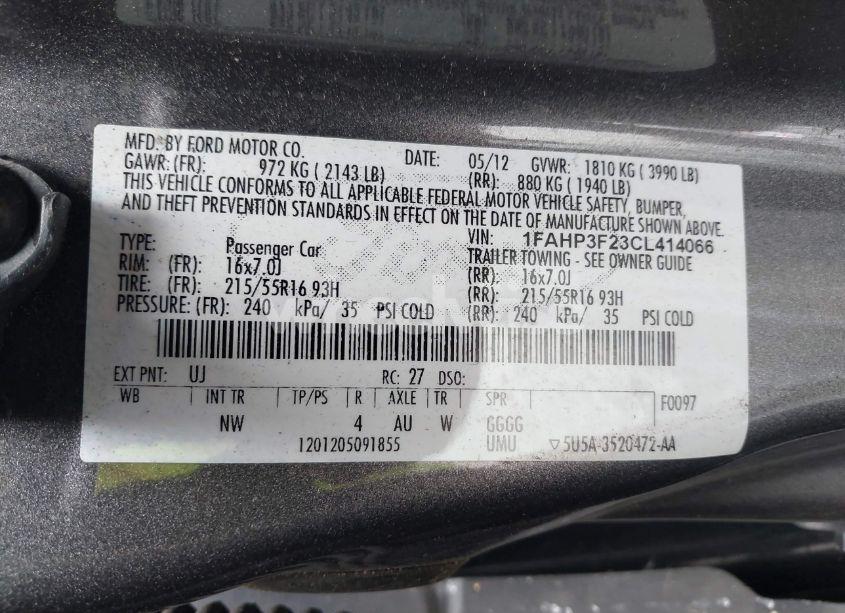 MFD. BY FORD MOTOR CO. DATE: 05/12 GVWR: 1810 KG ( 3990 LB)
GAWR: (FR): 972 KG ( 2143 LB) (RR): 880 KG ( 1940 LB)
THIS VEHICLE CONFORMS TO ALL APPLICABLE FEDERAL MOTOR VEHICLE SAFETY, BUMPER,
AND THEFT PREVENTION STANDARDS IN EFFECT ON THE DATE OF MANUFACTURE SHOWN ABOVE.
VIN: 1FAHP3F23CL414066
TYPE: Passenger Car TRAILER TOWING - SEE OWNER GUIDE
RIM: (FR): 16x7.0J (RR): 16x7.0J
TIRE: (FR): 215/55R16 93H (RR): 215/55R16 93H
PRESSURE: (FR): 240 kPa/ 35 PSI COLD (RR): 240 kPa/ 35 PSI COLD
EXT PNT: UJ RC: 27 DSO:
WB INT TR TP/PS R AXLE TR SPR F0097
NW 4 AU W GGGG
1201205091855 UMU ▽5U5A-3520472-AA